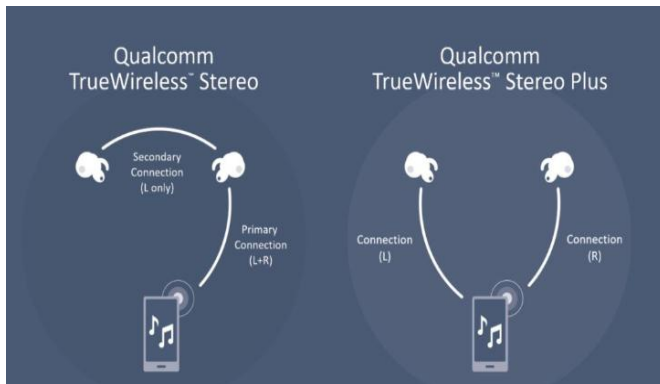 Qualcomm
TrueWireless™ Stereo
Secondary
Connection
(L only)
Primary
Connection
(L+R)
Qualcomm
TrueWireless™ Stereo Plus
Connection
(L)
Connection
(R)